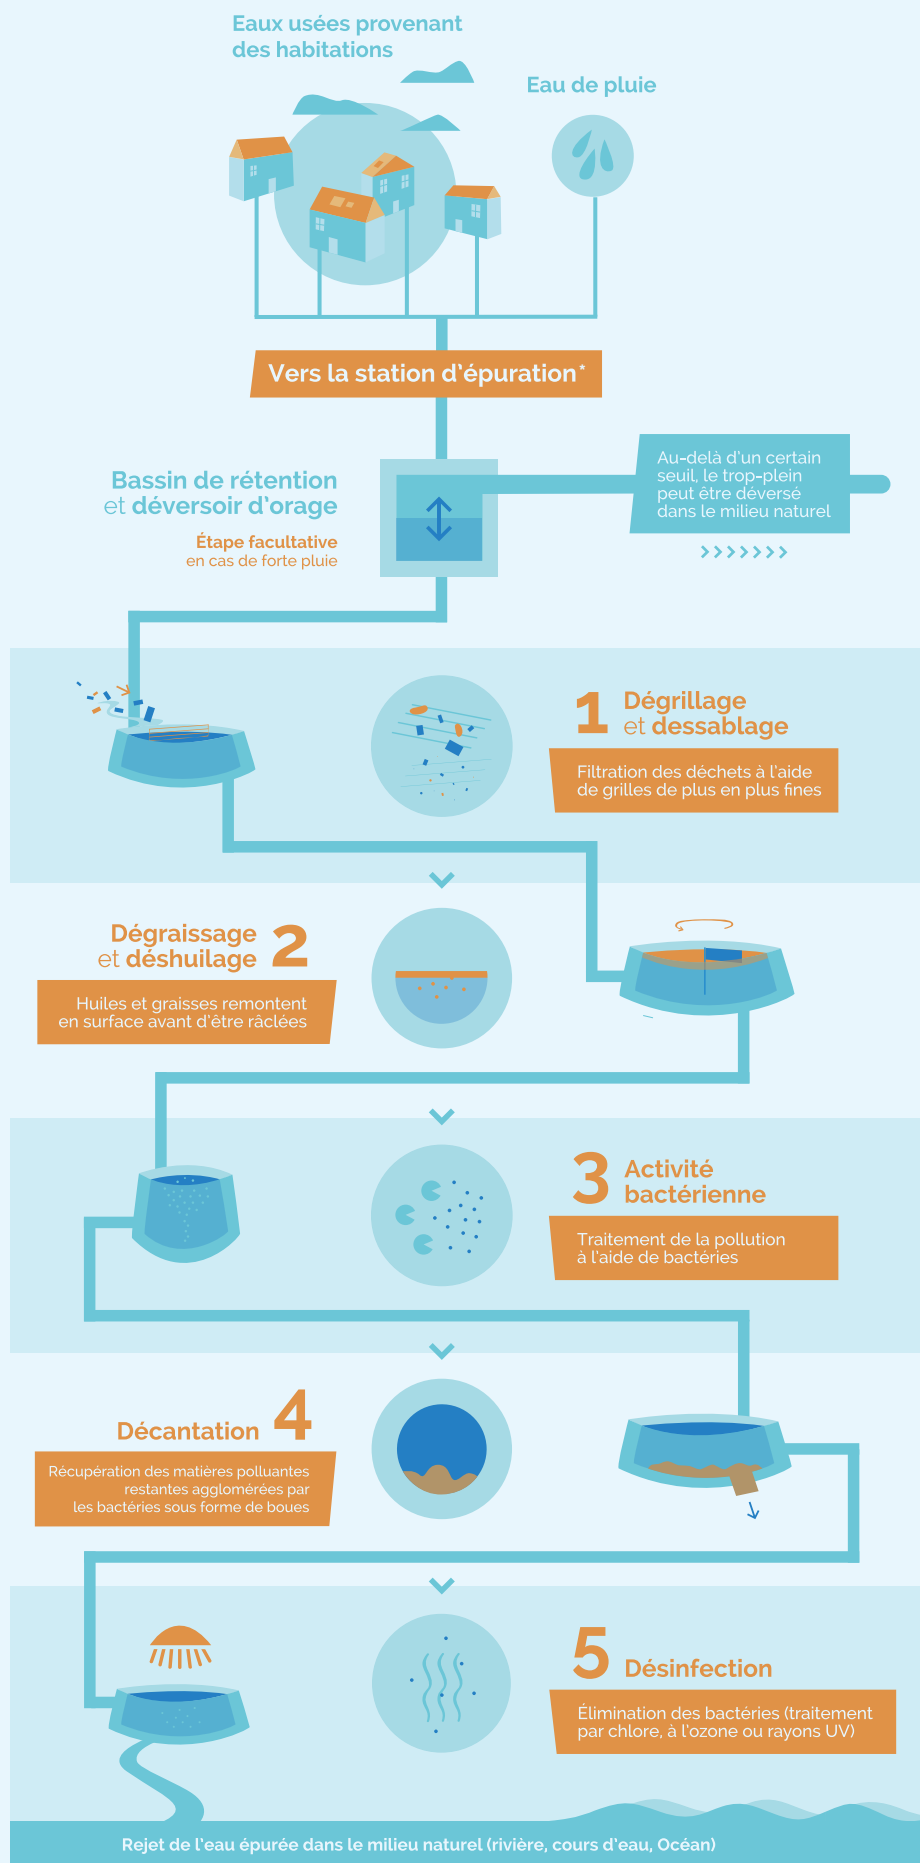 Eaux usées provenant
des habitations
Eau de pluie
Vers la station d'épuration*
Bassin de rétention
et déversoir d'orage
Étape facultative
en cas de forte pluie
Au-delà d'un certain
seuil, le trop-plein
peut être déversé
dans le milieu naturel
1 Dégrillage
et dessablage
Filtration des déchets à l'aide
de grilles de plus en plus fines
Dégraissage 2
et déshuilage
Huiles et graisses remontent
en surface avant d'être râclées
3 Activité
bactérienne
Traitement de la pollution
à l'aide de bactéries
Décantation 4
Récupération des matières polluantes
restantes agglomérées par
les bactéries sous forme de boues
5 Désinfection
Élimination des bactéries (traitement
par chlore, à l'ozone ou rayons UV)
Rejet de l'eau épurée dans le milieu naturel (rivière, cours d'eau, Océan)